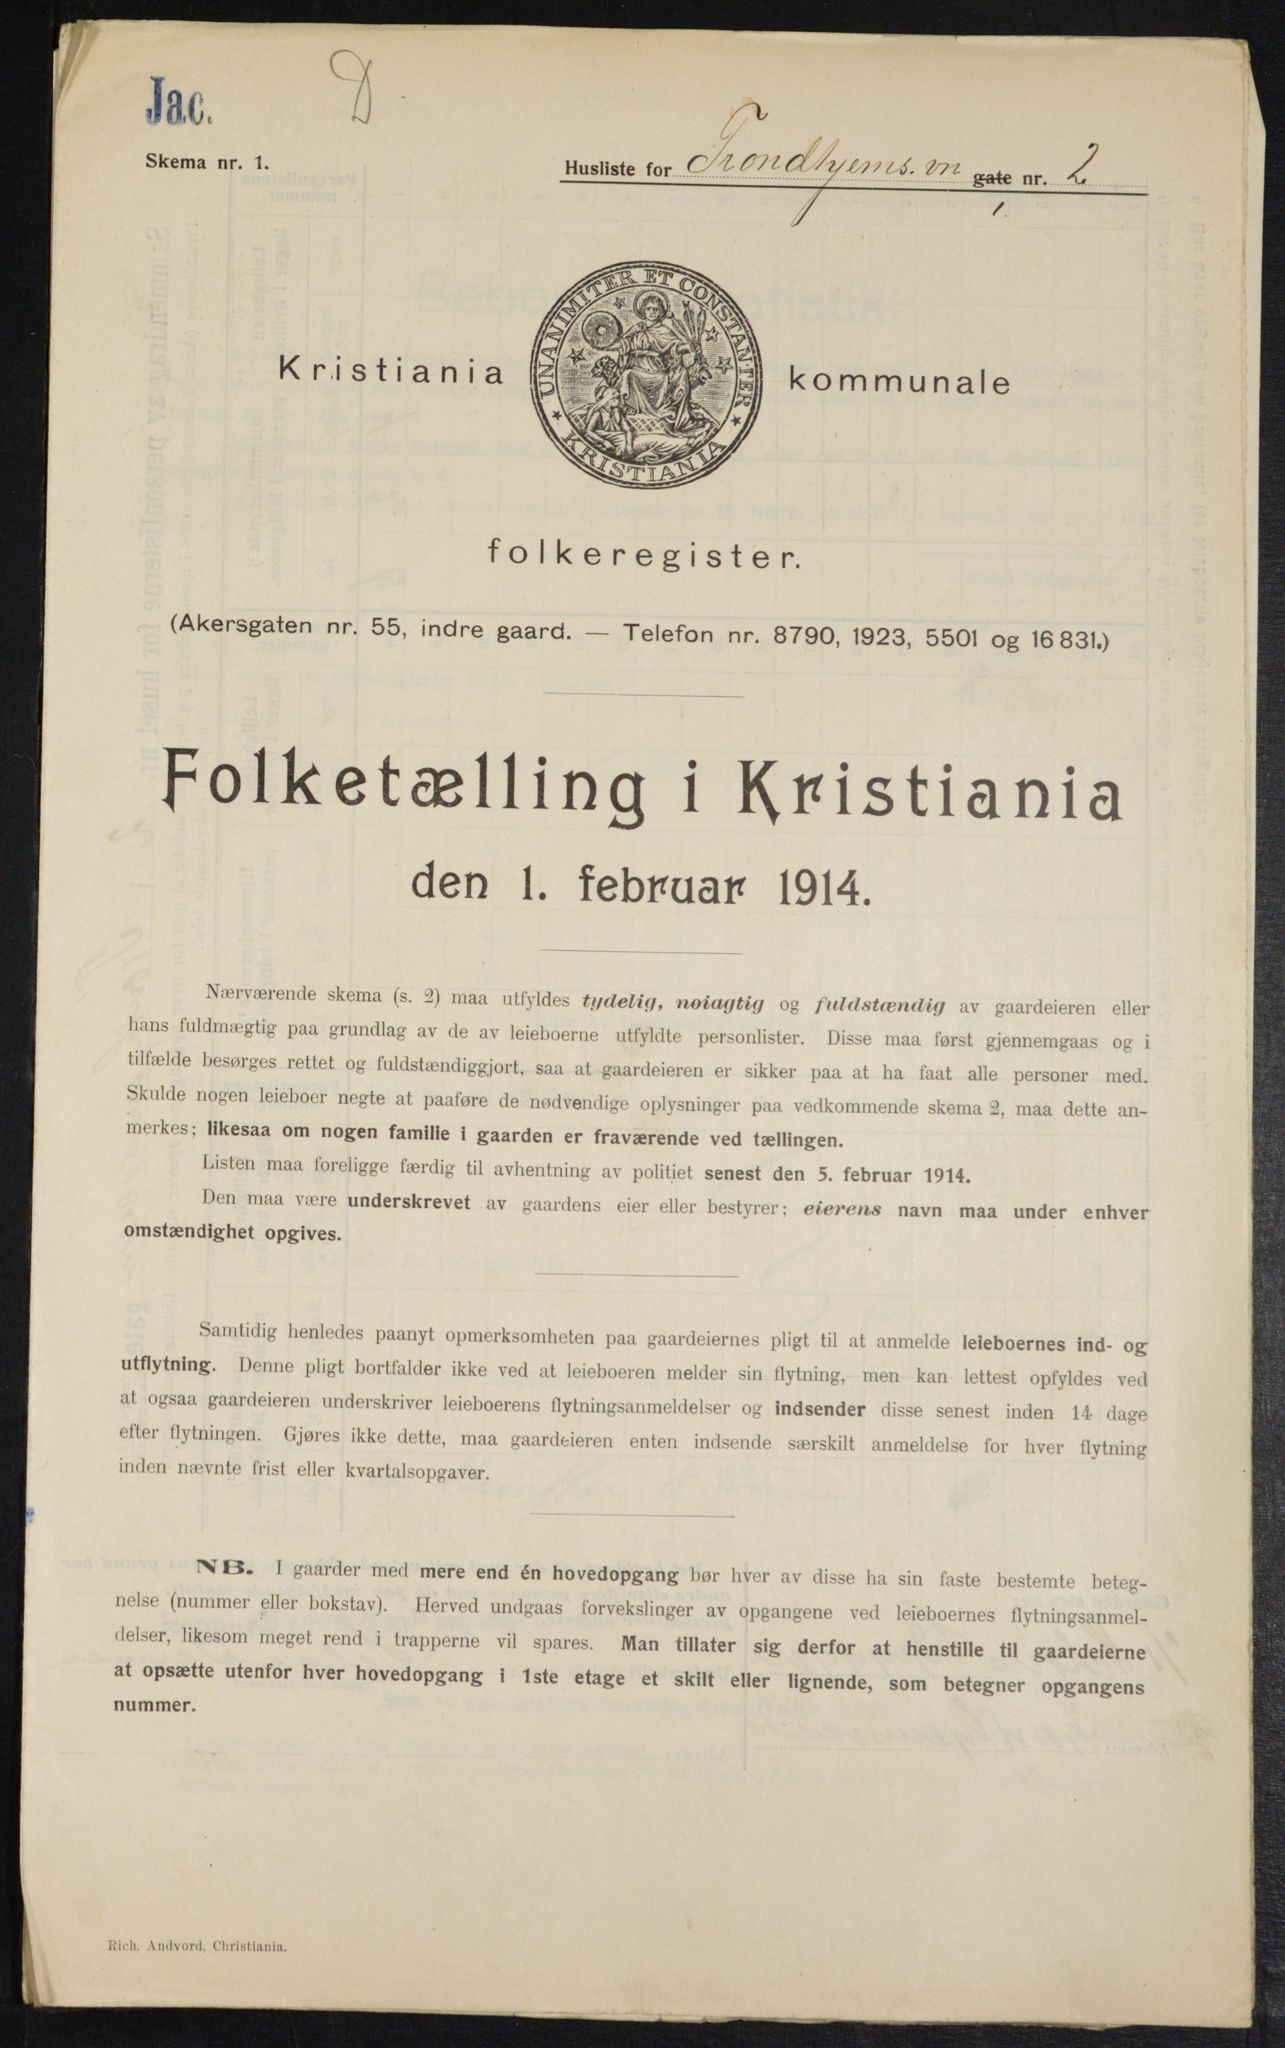 Jac.
D.
Skema nr. 1.
Husliste for Trondhjems.vn gate nr. 2
UNANIMITER ET CONSTANTER
KRISTIANIA
Kristiania kommunale
folkeregister.
(Akersgaten nr. 55, indre gaard. — Telefon nr. 8790, 1923, 5501 og 16 831.)
Folketælling i Kristiania
den 1. februar 1914.
Nærværende skema (s. 2) maa utfyldes tydelig, nøiagtig og fuldstændig av gaardeieren eller
hans fuldmægtig paa grundlag av de av leieboerne utfyldte personlister. Disse maa først gjennemgaas og i
tilfælde besørges rettet og fuldstændiggjort, saa at gaardeieren er sikker paa at ha faat alle personer med.
Skulde nogen leieboer negte at paaføre de nødvendige oplysninger paa vedkommende skema 2, maa dette an-
merkes; likesaa om nogen familie i gaarden er fraværende ved tællingen.
Listen maa foreligge færdig til avhentning av politiet senest den 5. februar 1914.
Den maa være underskrevet av gaardens eier eller bestyrer; eierens navn maa under enhver
omstændighet opgives.
Samtidig henledes paanyt opmerksomheten paa gaardeiernes pligt til at anmelde leieboernes ind- og
utflytning. Denne pligt bortfalder ikke ved at leieboeren melder sin flytning, men kan lettest opfyldes ved
at ogsaa gaardeieren underskriver leieboerens flytningsanmeldelser og indsender disse senest inden 14 dage
efter flytningen. Gjøres ikke dette, maa gaardeieren enten indsende særskilt anmeldelse for hver flytning
inden nævnte frist eller kvartalsopgaver.
NB. I gaarder med mere end én hovedopgang bør hver av disse ha sin faste bestemte beteg-
nelse (nummer eller bokstav). Herved undgaas forvekslinger av opgangene ved leieboernes flytningsanmel-
delser, likesom meget rend i trapperne vil spares. Man tillater sig derfor at henstille til gaardeierne
at opsætte utenfor hver hovedopgang i 1ste etage et skilt eller lignende, som betegner opgangens
nummer.
Rich. Andvord, Christiania.